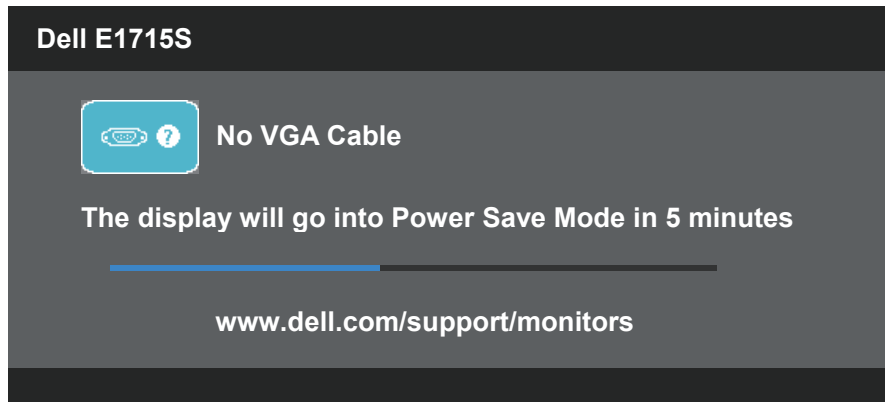 Dell E1715S
No VGA Cable
The display will go into Power Save Mode in 5 minutes
www.dell.com/support/monitors